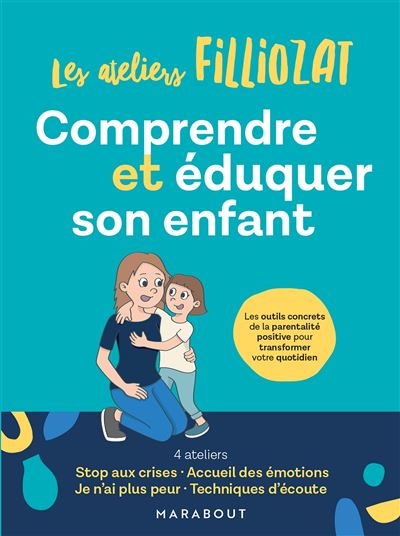 Les ateliers FILLIOZAT
Comprendre
et éduquer
son enfant
Les outils concrets
de la parentalité
positive pour
transformer
votre quotidien
4 ateliers
Stop aux crises · Accueil des émotions
Je n'ai plus peur · Techniques d'écoute
MARABOUT